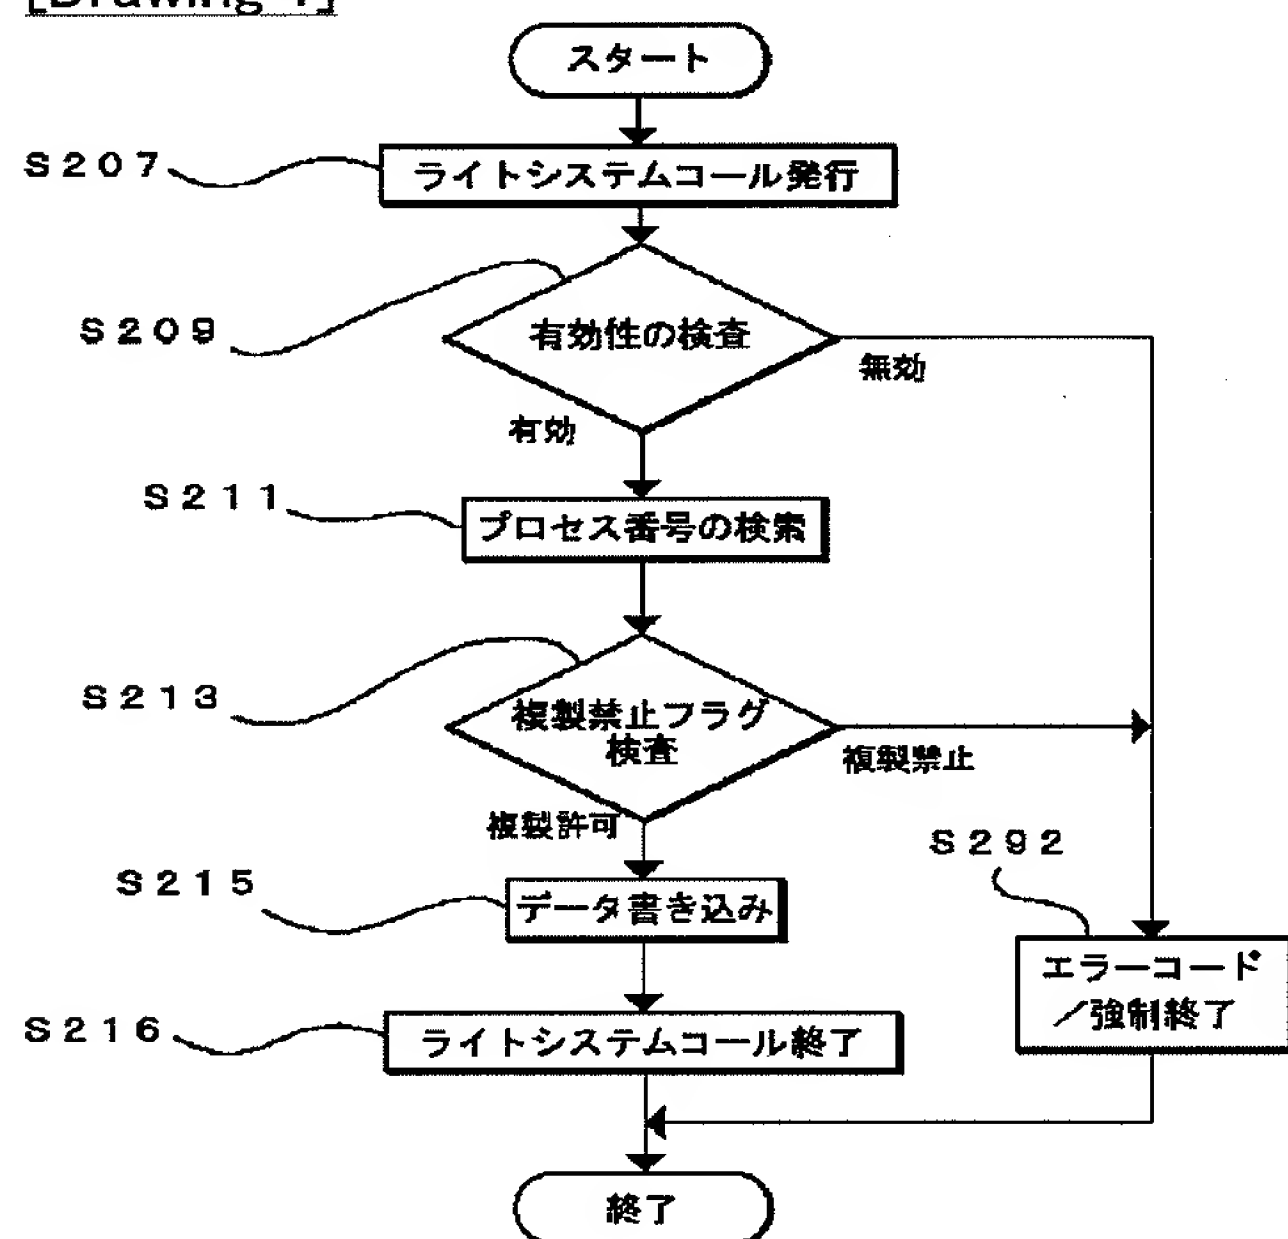 [Drawing 1]
スタート
S207
ライトシステムコール発行
S209
有効性の検査
無効
有効
S211
プロセス番号の検索
S213
複製禁止フラグ
検査
複製禁止
複製許可
S292
S215
データ書き込み
エラーコード
/強制終了
S216
ライトシステムコール終了
終了